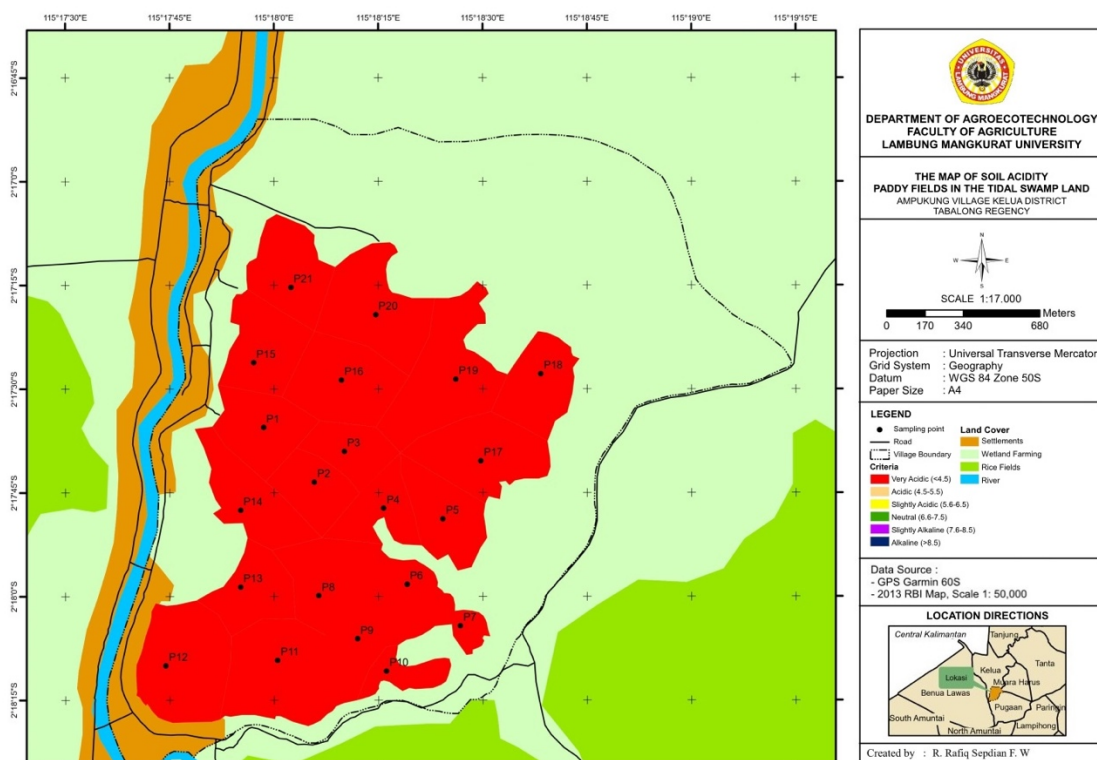 115°17'30"E 115°17'45"E 115°18'0"E 115°18'15"E 115°18'30"E 115°18'45"E 115°19'0"E 115°19'15"E
2°16'45"S
2°17'0"S
2°17'15"S
2°17'30"S
2°17'45"S
2°18'0"S
2°18'15"S
P21
P20
P15
P16
P19
P18
P1
P3
P17
P2
P14
P4
P5
P13
P8
P6
P7
P9
P12
P11
P10
UNIVERSITAS
LAMBUNG MANGKURAT
DEPARTMENT OF AGROECOTECHNOLOGY
FACULTY OF AGRICULTURE
LAMBUNG MANGKURAT UNIVERSITY
THE MAP OF SOIL ACIDITY
PADDY FIELDS IN THE TIDAL SWAMP LAND
AMPUKUNG VILLAGE KELUA DISTRICT
TABALONG REGENCY
N
W E
S
SCALE 1:17.000
Meters
0 170 340 680
Projection : Universal Transverse Mercator
Grid System : Geography
Datum : WGS 84 Zone 50S
Paper Size : A4
LEGEND
Sampling point
Road
Village Boundary
Criteria
Very Acidic (<4.5)
Acidic (4.5-5.5)
Slightly Acidic (5.6-6.5)
Neutral (6.6-7.5)
Slightly Alkaline (7.6-8.5)
Alkaline (>8.5)
Land Cover
Settlements
Wetland Farming
Rice Fields
River
Data Source :
- GPS Garmin 60S
- 2013 RBI Map, Scale 1: 50,000
LOCATION DIRECTIONS
Central Kalimantan
Tanjung
Kelua
Tanta
Lokasi
Muara Harus
Benua Lawas
Pugaan
Paringin
South Amuntai
Lampihong
North Amuntai
Created by : R. Rafiq Sepdian F. W